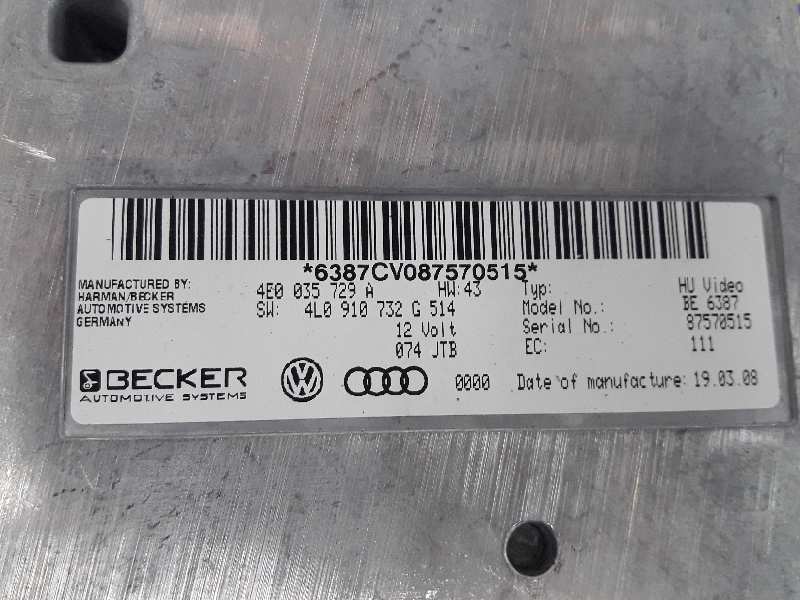 *6387CV087570515*
MANUFACTURED BY:
HARMAN/BECKER
AUTOMOTIVE SYSTEMS
GERMANY
4E0 035 729 A HW:43
SW: 4L0 910 732 G 514
12 Volt
074 JTB
Typ: HU Video
Model No.: BE 6387
Serial No.: 87570515
EC: 111
BECKER
AUTOMOTIVE SYSTEMS
VW
0000 Date of manufacture: 19.03.08